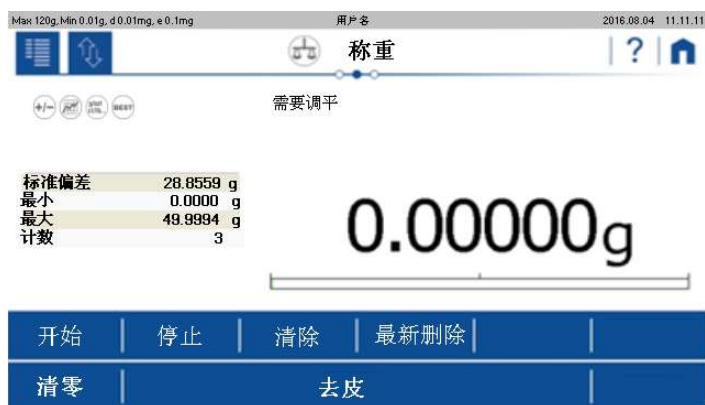 Max 120g, Min 0.01g, d 0.01mg, e 0.1mg 用户名 2016.08.04 11.11.11
称重 ?
+/- BEST 需要调平
标准偏差 28.8559 g
最小 0.0000 g
最大 49.9994 g
计数 3
0.00000g
开始 停止 清除 最新删除
清零 去皮